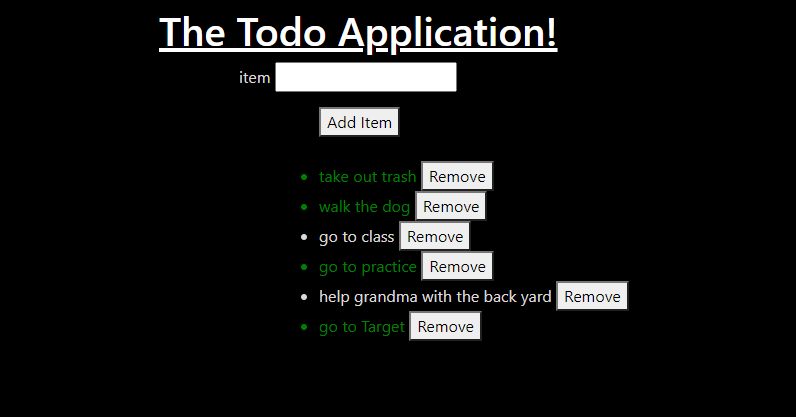 The Todo Application!
item
Add Item
take out trash Remove
walk the dog Remove
go to class Remove
go to practice Remove
help grandma with the back yard Remove
go to Target Remove